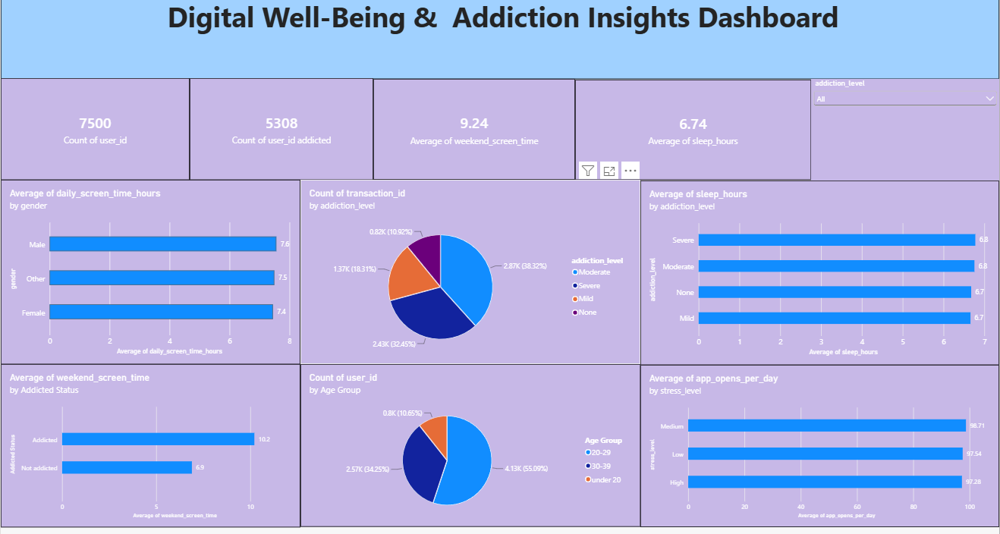 Digital Well-Being &  Addiction Insights Dashboard
7500
Count of user_id
5308
Count of user_id addicted
9.24
Average of weekend_screen_time
6.74
Average of sleep_hours
addiction_level
All
Average of daily_screen_time_hours
by gender
gender
Male
7.6
Other
7.5
Female
7.4
0 2 4 6 8
Average of daily_screen_time_hours
Count of transaction_id
by addiction_level
0.82K (10.92%)
1.37K (18.31%)
2.87K (38.32%)
2.43K (32.45%)
addiction_level
Moderate
Severe
Mild
None
Average of sleep_hours
by addiction_level
addiction_level
Severe
6.8
Moderate
6.8
None
6.7
Mild
6.7
0 1 2 3 4 5 6 7
Average of sleep_hours
Average of weekend_screen_time
by Addicted Status
Addicted Status
Addicted
10.2
Not addicted
6.9
0 5 10
Average of weekend_screen_time
Count of user_id
by Age Group
0.8K (10.65%)
2.57K (34.25%)
4.13K (55.09%)
Age Group
20-29
30-39
under 20
Average of app_opens_per_day
by stress_level
stress_level
Medium
98.71
Low
97.54
High
97.28
0 20 40 60 80 100
Average of app_opens_per_day